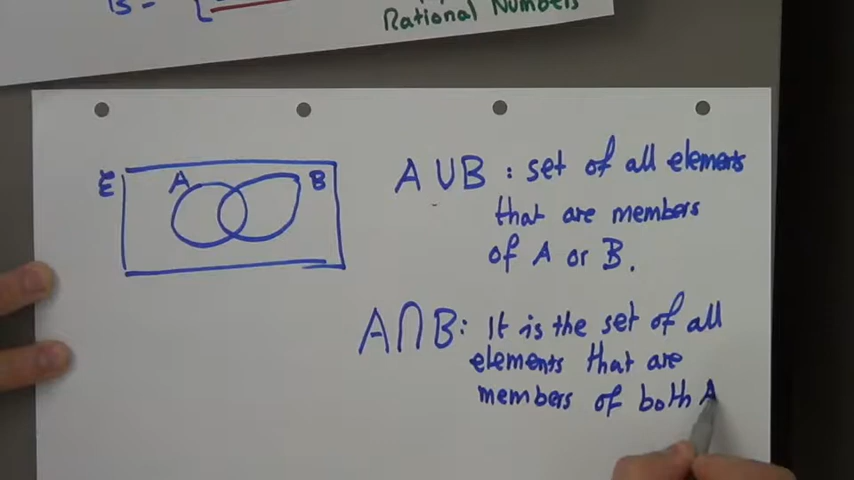 B = {
Rational Numbers
ξ A B
A ∪ B : set of all elements
that are members
of A or B.
A ∩ B: It is the set of all
elements that are
members of both A